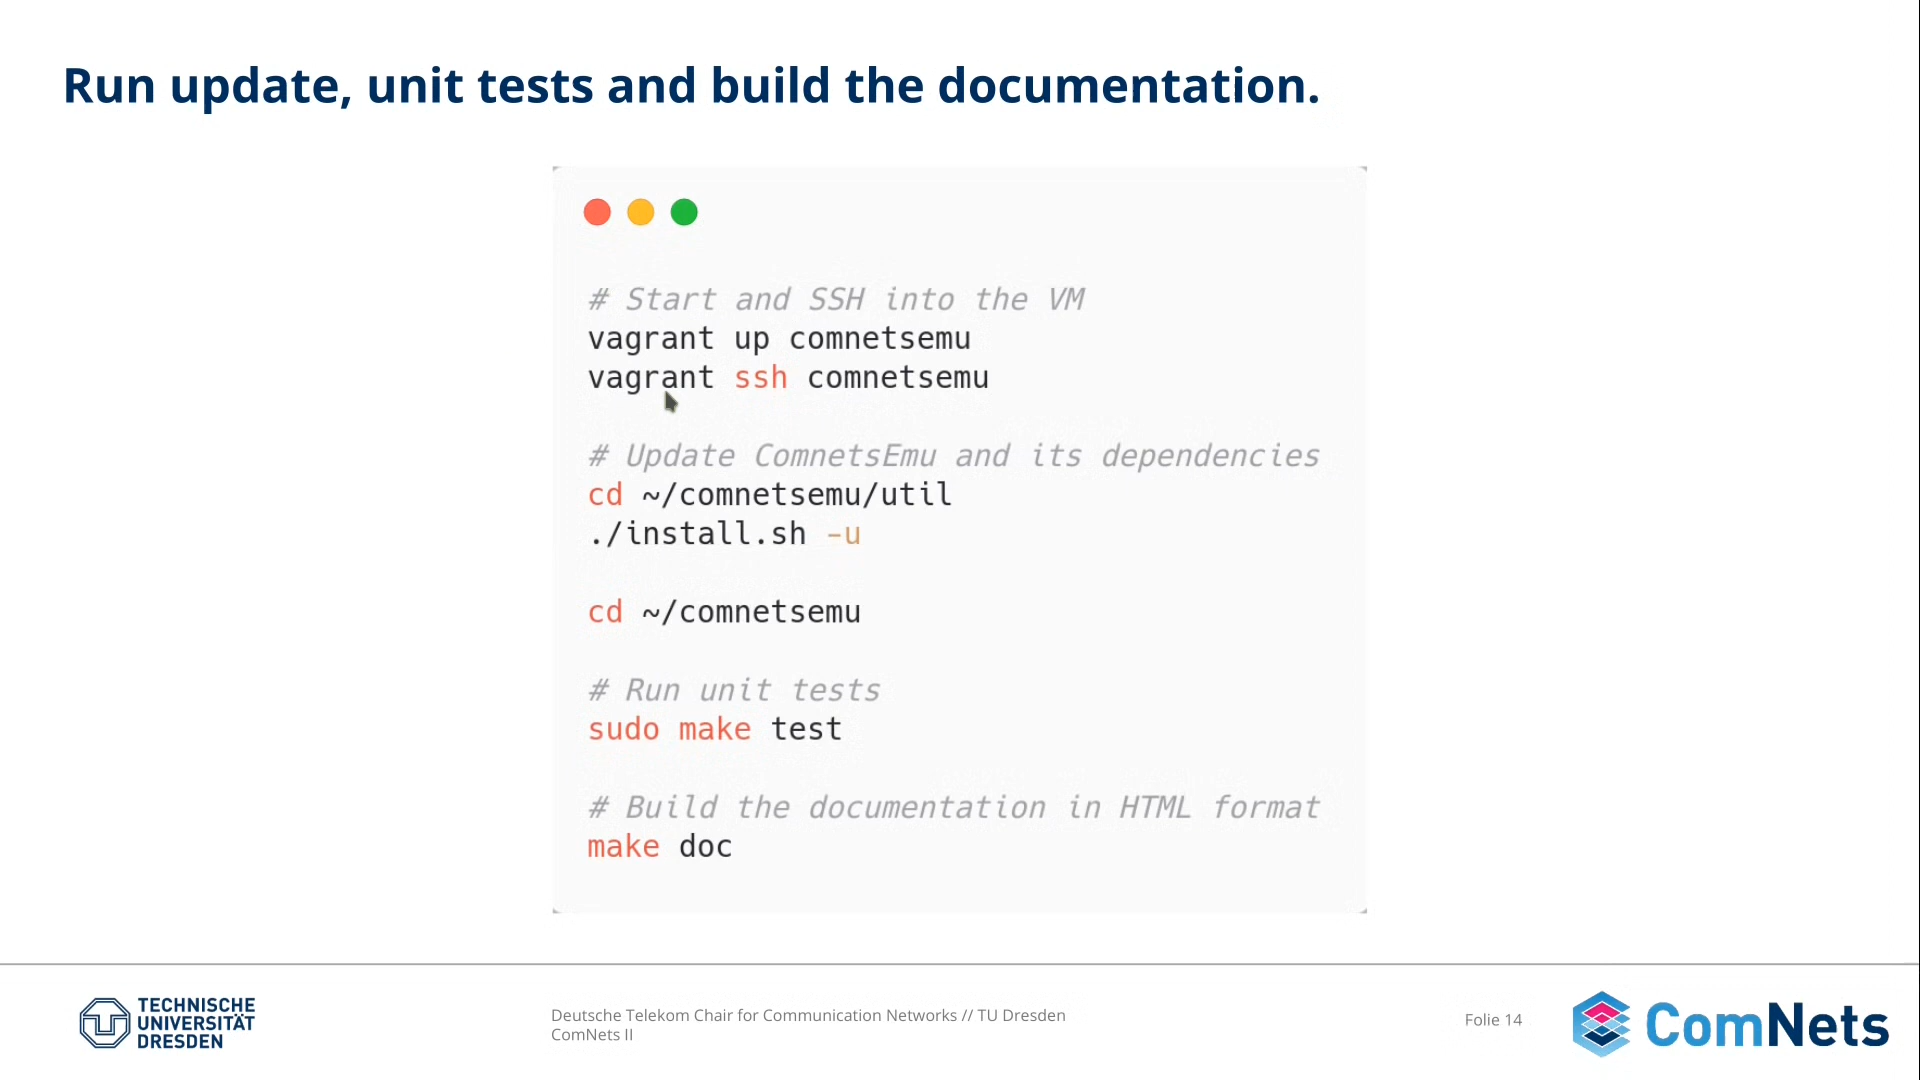 Run update, unit tests and build the documentation.
# Start and SSH into the VM
vagrant up comnetsemu
vagrant ssh comnetsemu
# Update ComnetsEmu and its dependencies
cd ~/comnetsemu/util
./install.sh -u
cd ~/comnetsemu
# Run unit tests
sudo make test
# Build the documentation in HTML format
make doc
TECHNISCHE
UNIVERSITÄT
DRESDEN
Deutsche Telekom Chair for Communication Networks // TU Dresden
ComNets II
Folie 14
ComNets